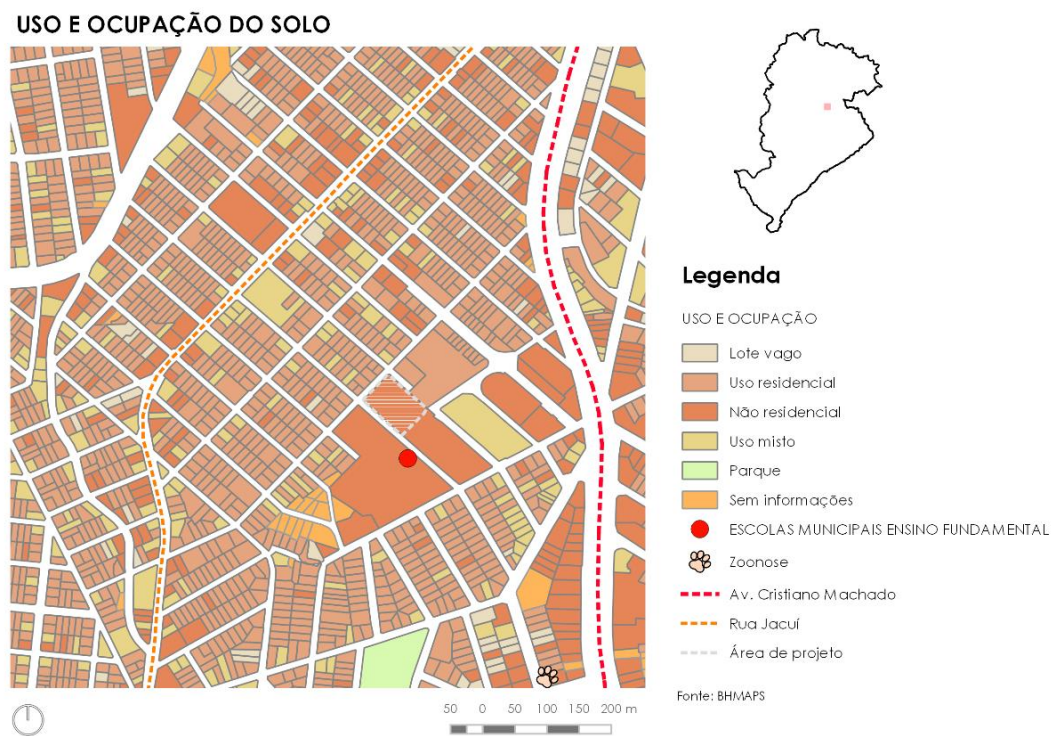 USO E OCUPAÇÃO DO SOLO
Legenda
USO E OCUPAÇÃO
Lote vago
Uso residencial
Não residencial
Uso misto
Parque
Sem informações
ESCOLAS MUNICIPAIS ENSINO FUNDAMENTAL
Zoonose
Av. Cristiano Machado
Rua Jacuí
Área de projeto
Fonte: BHMAPS
50 0 50 100 150 200 m